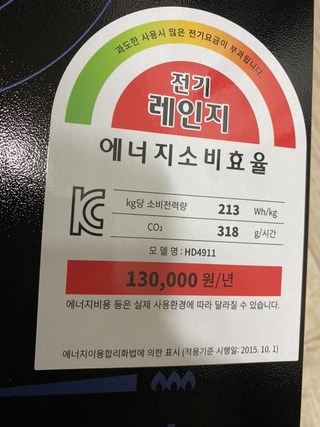 과도한 사용시 많은 전기요금이 부과됩니다.
전기
레인지
에너지소비효율
kg당 소비전력량 213 Wh/kg
CO₂ 318 g/시간
모 델 명 : HD4911
130,000 원/년
에너지비용 등은 실제 사용환경에 따라 달라질 수 있습니다.
에너지이용합리화법에 의한 표시 (적용기준 시행일: 2015. 10. 1)